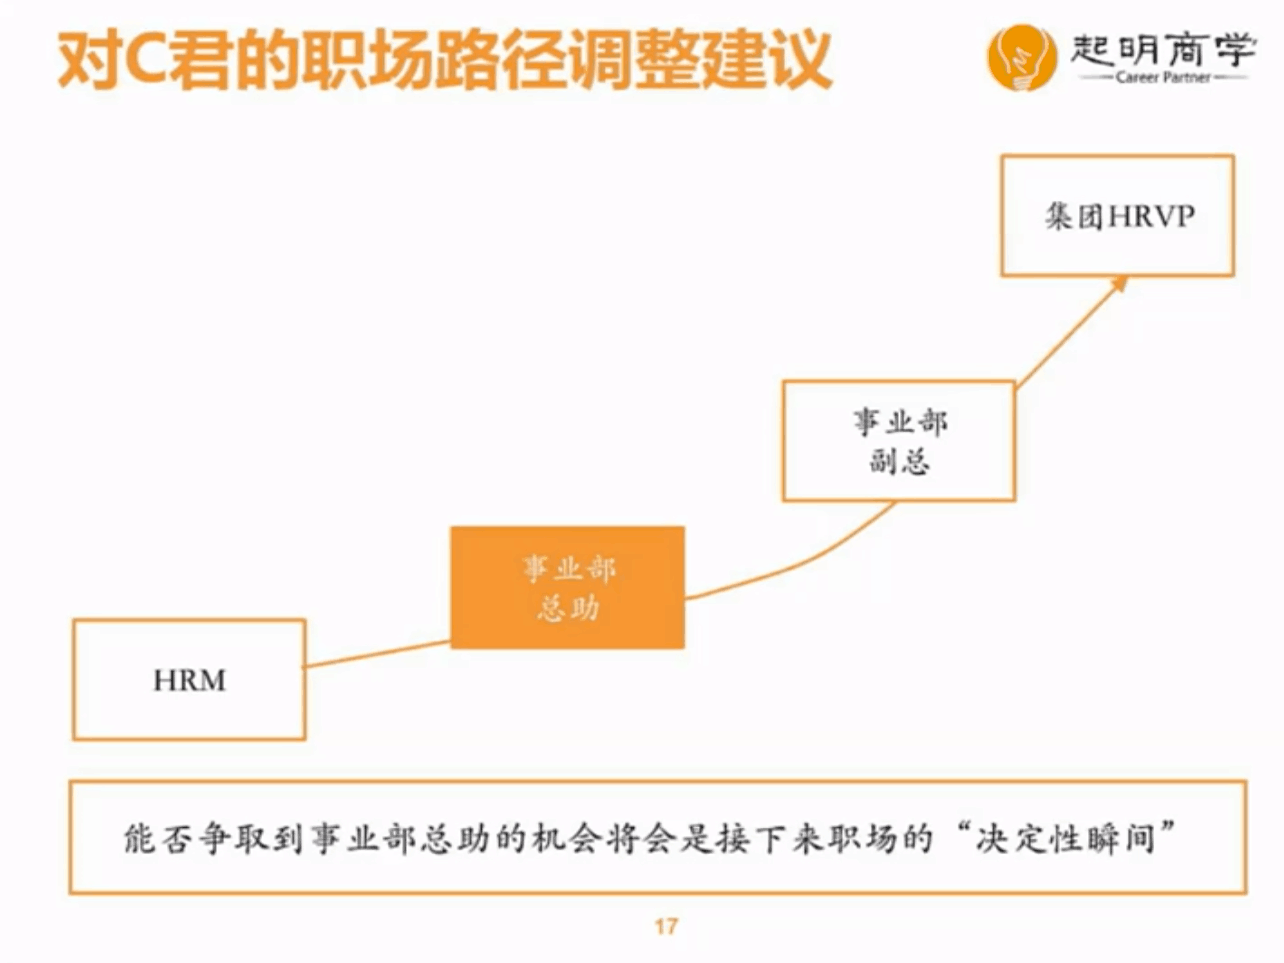 对C君的职场路径调整建议
起明商学
Career Partner
集团HRVP
事业部
副总
事业部
总助
HRM
能否争取到事业部总助的机会将会是接下来职场的“决定性瞬间”
17